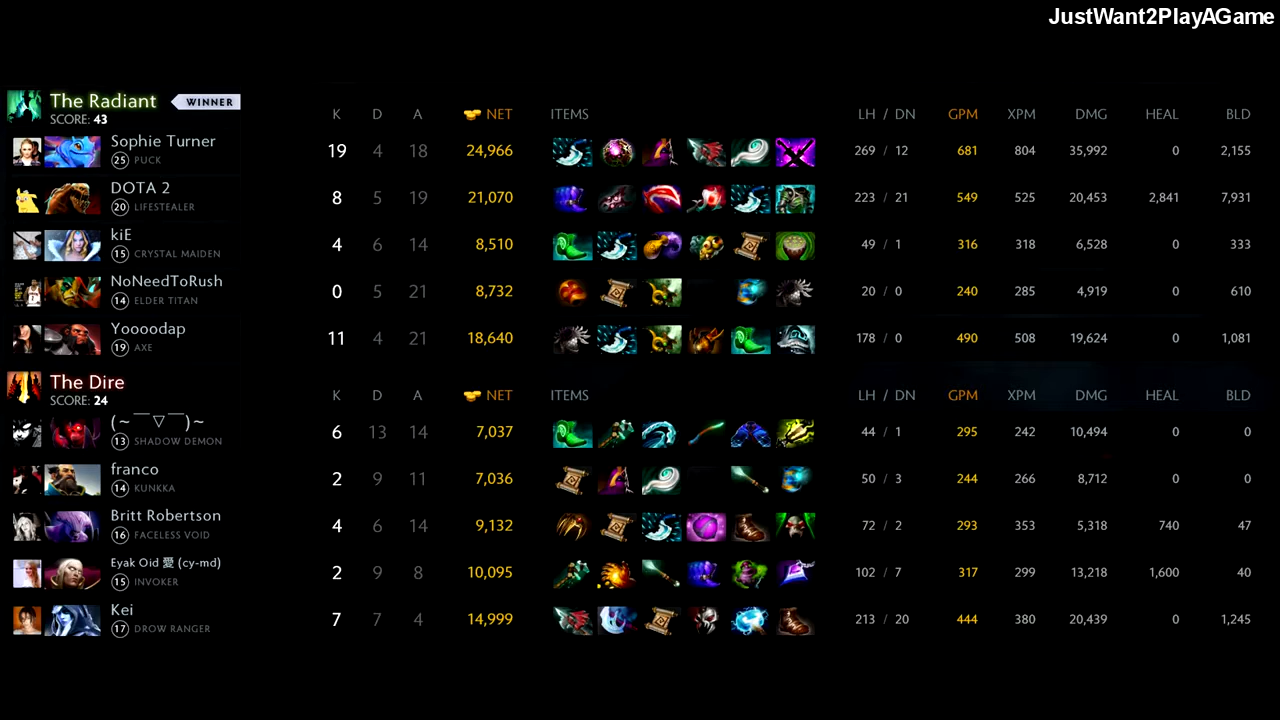 JustWant2PlayAGame
The Radiant WINNER
SCORE: 43
K D A NET ITEMS LH / DN GPM XPM DMG HEAL BLD
Sophie Turner
25 PUCK
19 4 18 24,966 269 / 12 681 804 35,992 0 2,155
DOTA 2
20 LIFESTEALER
8 5 19 21,070 223 / 21 549 525 20,453 2,841 7,931
kiE
15 CRYSTAL MAIDEN
4 6 14 8,510 49 / 1 316 318 6,528 0 333
NoNeedToRush
14 ELDER TITAN
0 5 21 8,732 20 / 0 240 285 4,919 0 610
Yoooodap
19 AXE
11 4 21 18,640 178 / 0 490 508 19,624 0 1,081
The Dire
SCORE: 24
K D A NET ITEMS LH / DN GPM XPM DMG HEAL BLD
(~￣▽￣)~
13 SHADOW DEMON
6 13 14 7,037 44 / 1 295 242 10,494 0 0
franco
14 KUNKKA
2 9 11 7,036 50 / 3 244 266 8,712 0 0
Britt Robertson
16 FACELESS VOID
4 6 14 9,132 72 / 2 293 353 5,318 740 47
Eyak Oid 愛 (cy-md)
15 INVOKER
2 9 8 10,095 102 / 7 317 299 13,218 1,600 40
Kei
17 DROW RANGER
7 7 4 14,999 213 / 20 444 380 20,439 0 1,245